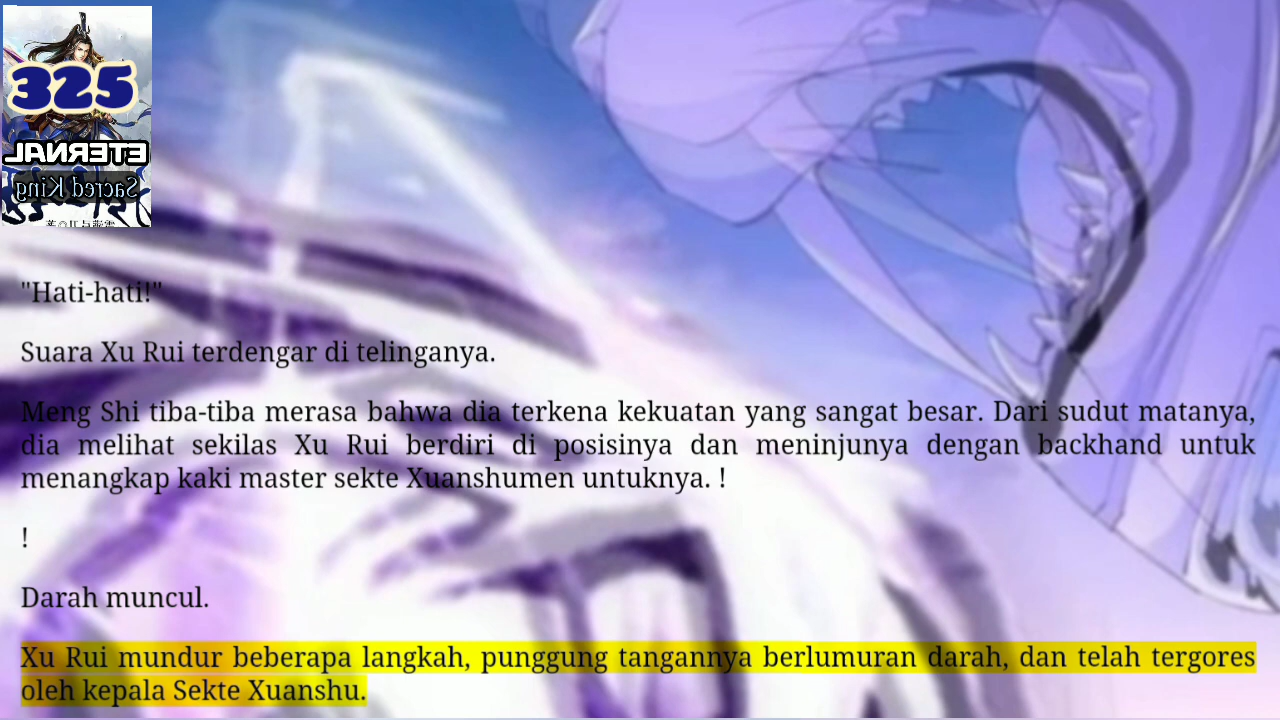 325
ETERNAL
Sacred King
"Hati-hati!"
Suara Xu Rui terdengar di telinganya.
Meng Shi tiba-tiba merasa bahwa dia terkena kekuatan yang sangat besar. Dari sudut matanya,
dia melihat sekilas Xu Rui berdiri di posisinya dan meninjunya dengan backhand untuk
menangkap kaki master sekte Xuanshumen untuknya. !
!
Darah muncul.
Xu Rui mundur beberapa langkah, punggung tangannya berlumuran darah, dan telah tergores
oleh kepala Sekte Xuanshu.